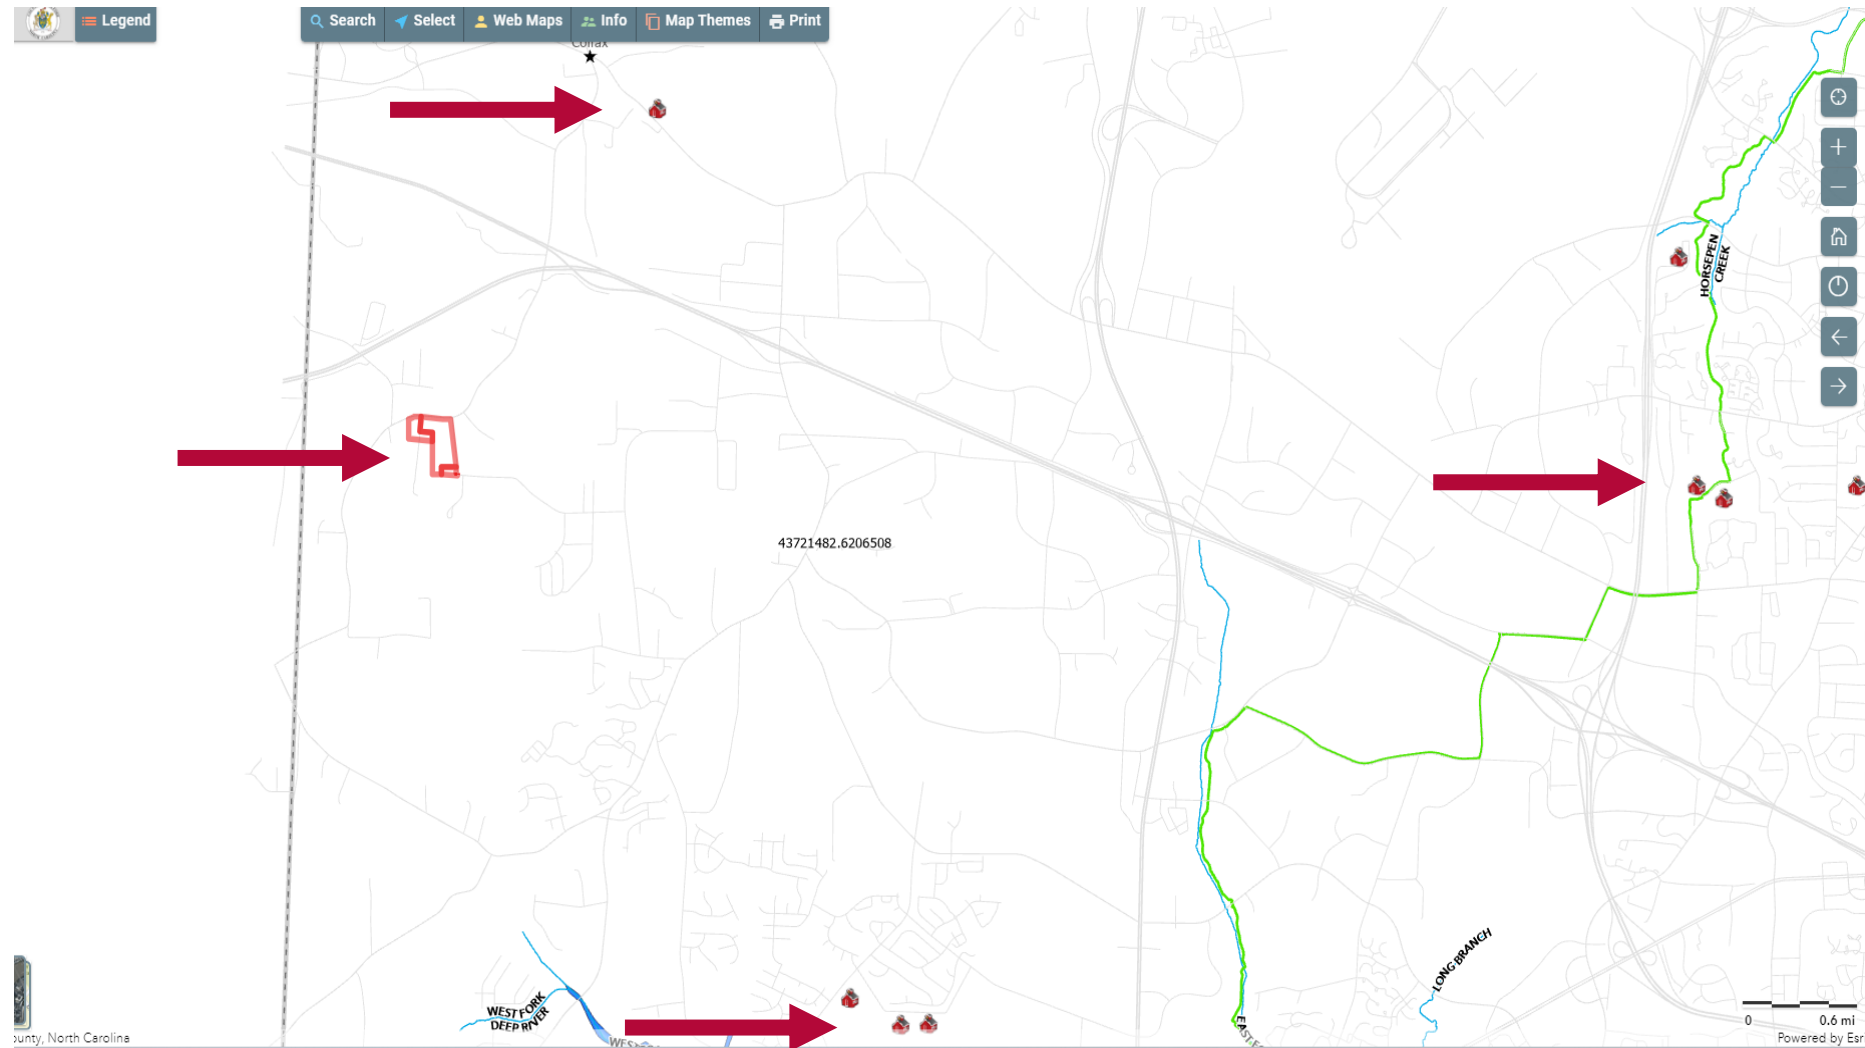 Legend
Search
Select
Web Maps
Info
Map Themes
Print
Colfax
HORSEPEN
CREEK
43721482.6206508
LONG BRANCH
WEST FORK
DEEP RIVER
0 0.6 mi
ounty, North Carolina
Powered by Esr